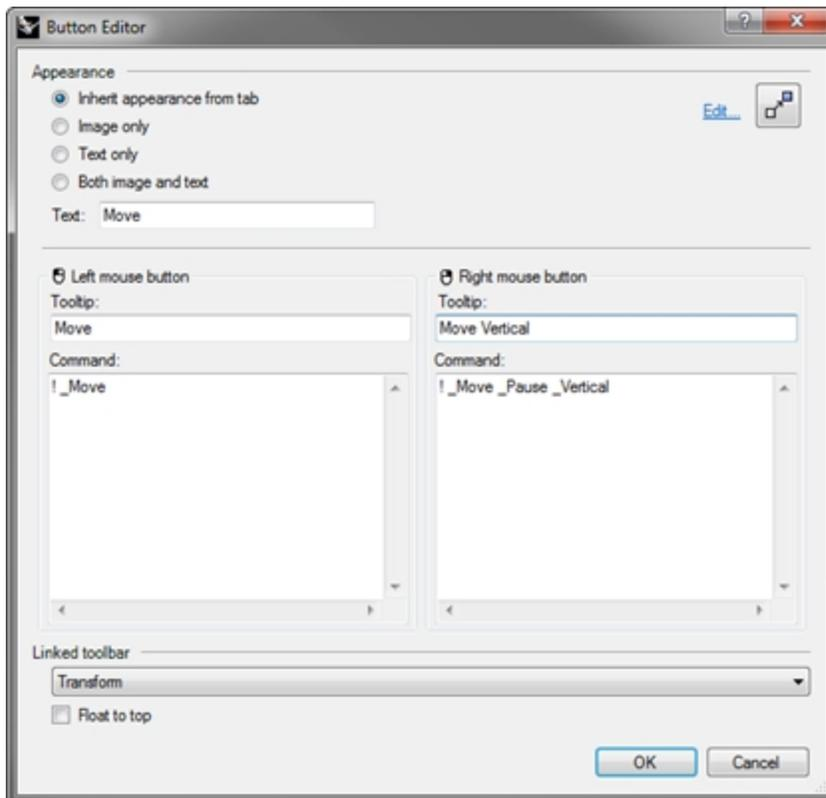 Button Editor
Appearance
Inherit appearance from tab
Image only
Text only
Both image and text
Edit...
Text: Move
Left mouse button
Tooltip:
Move
Command:
! _Move
Right mouse button
Tooltip:
Move Vertical
Command:
! _Move _Pause _Vertical
Linked toolbar
Transform
Float to top
OK Cancel